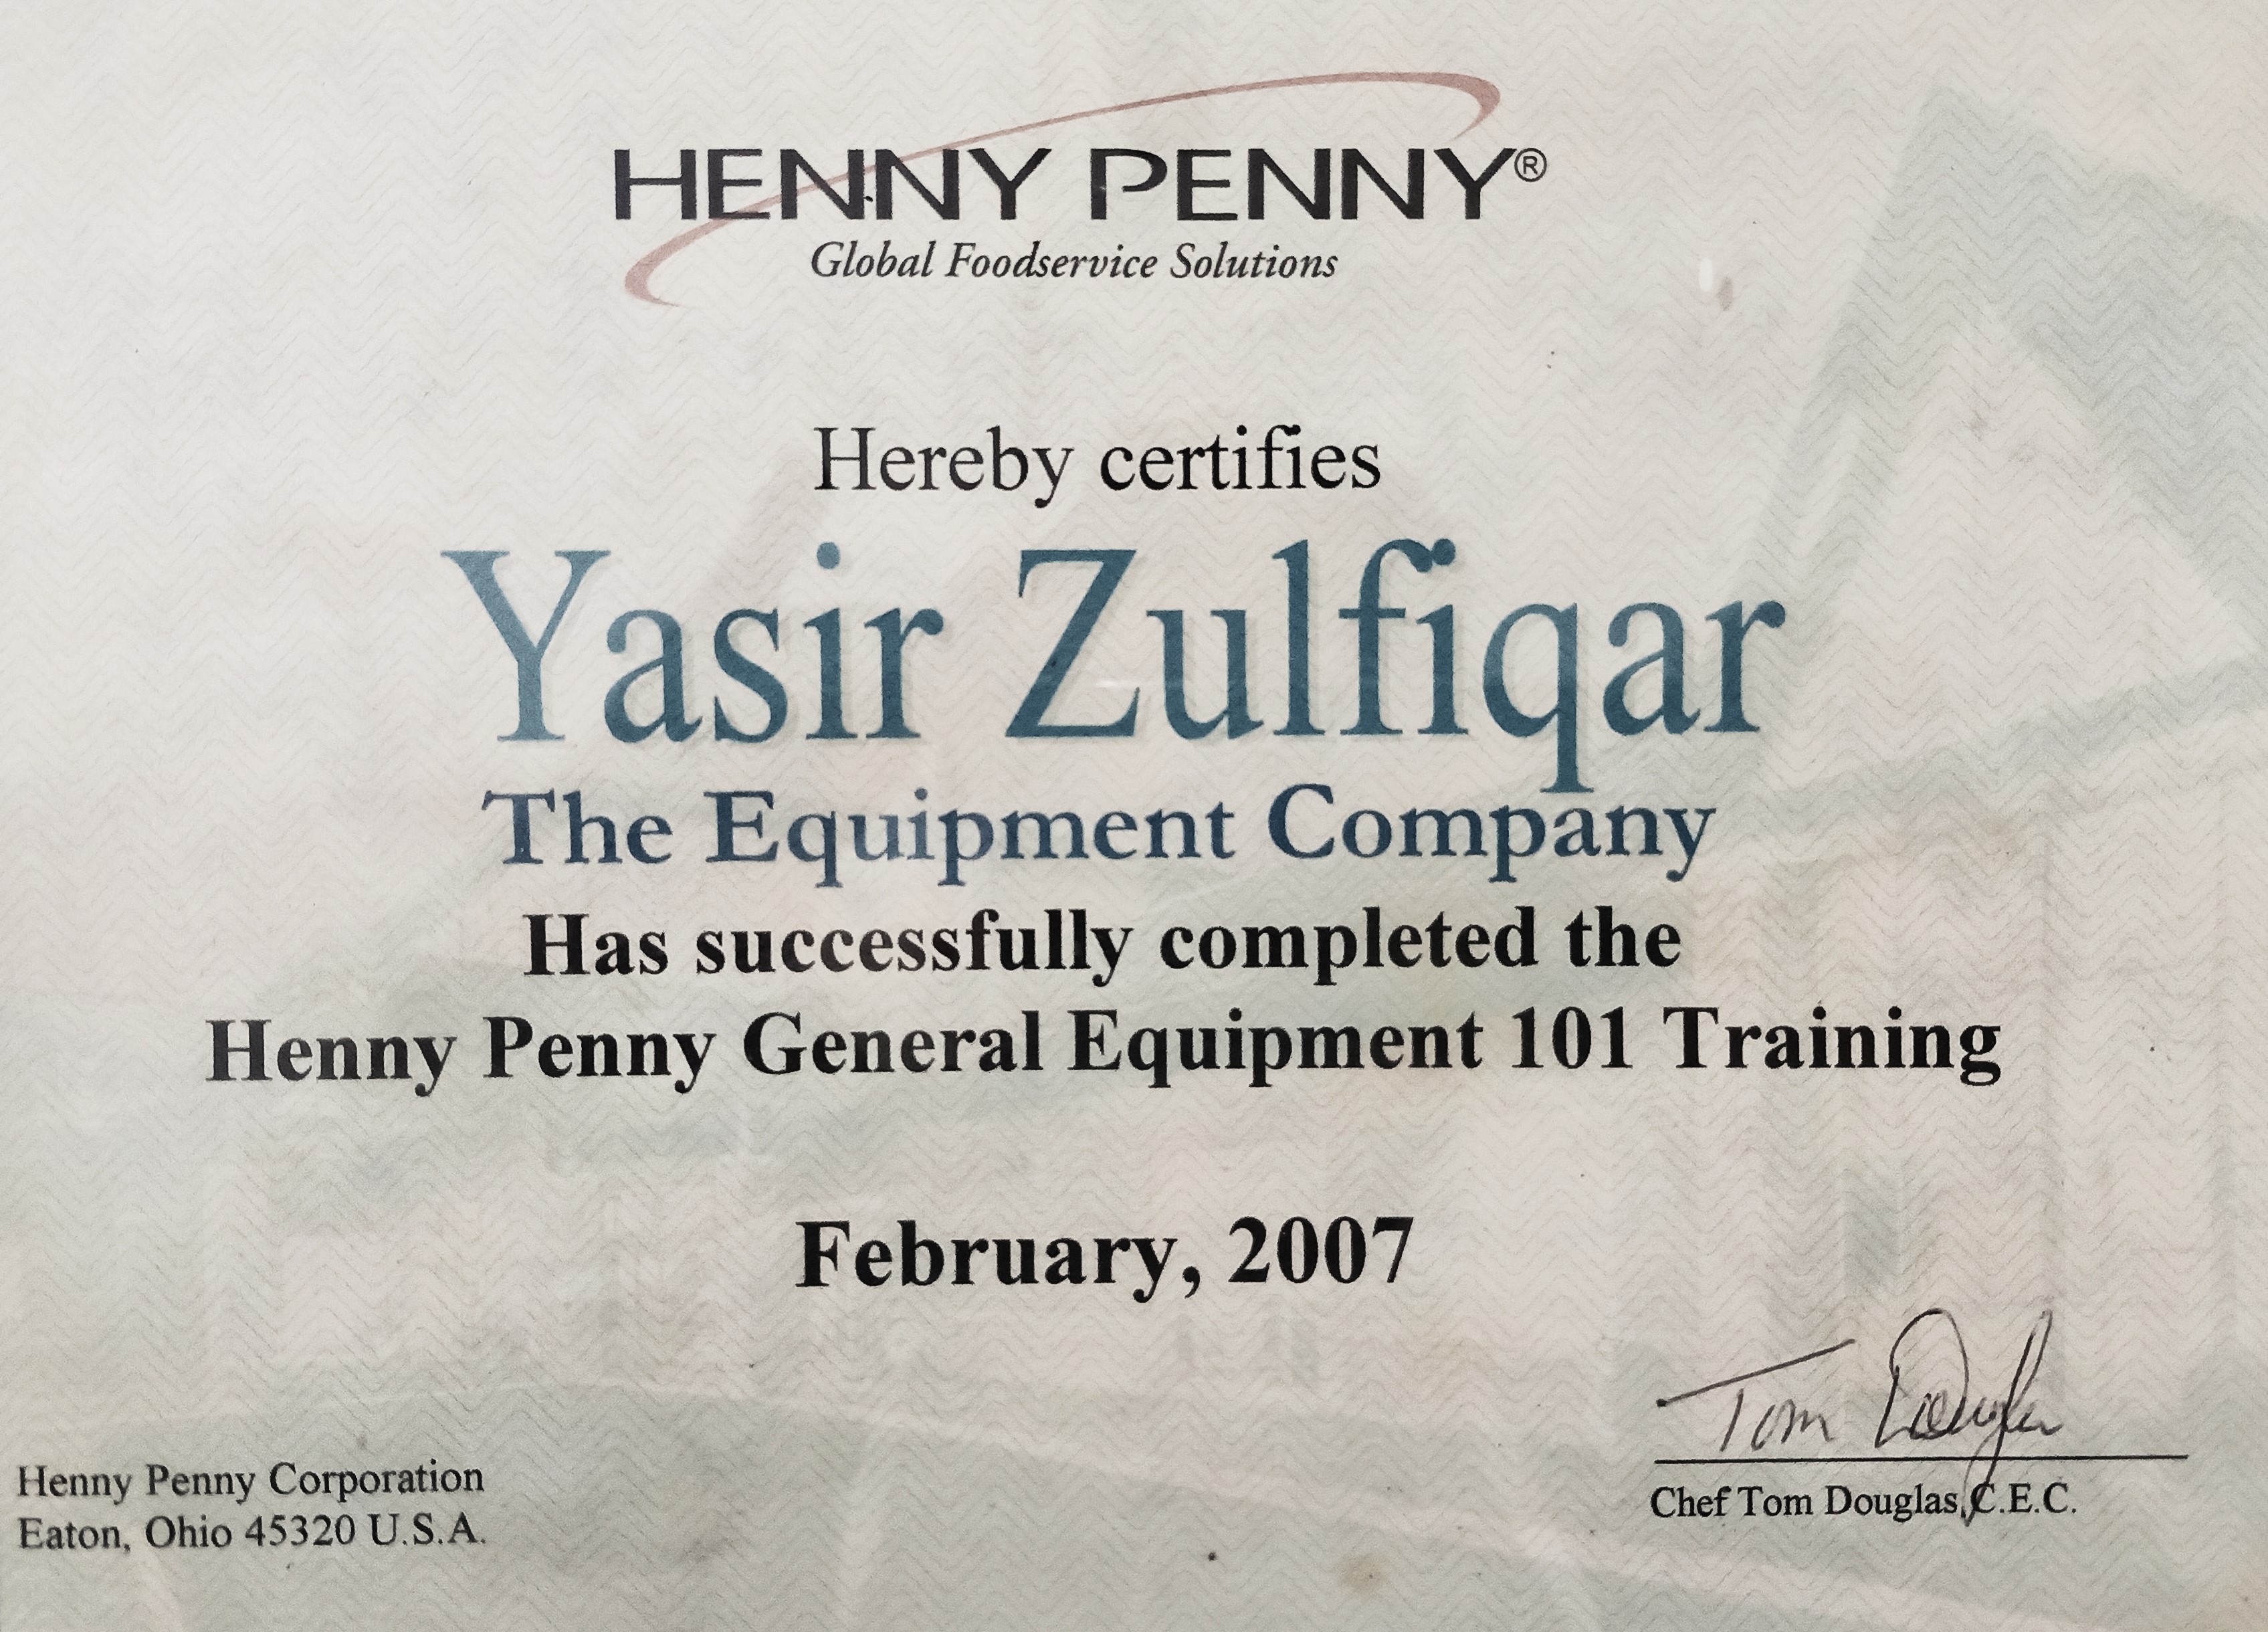 HENNY PENNY®
Global Foodservice Solutions
Hereby certifies
Yasir Zulfiqar
The Equipment Company
Has successfully completed the
Henny Penny General Equipment 101 Training
February, 2007
Tom Douglas
Henny Penny Corporation
Eaton, Ohio 45320 U.S.A.
Chef Tom Douglas, C.E.C.